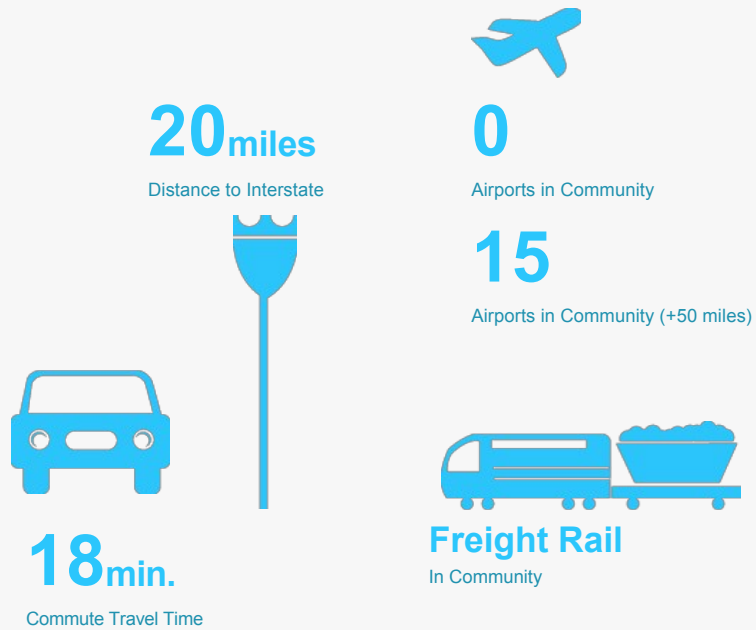 20miles
Distance to Interstate
0
Airports in Community
15
Airports in Community (+50 miles)
18min.
Commute Travel Time
Freight Rail
In Community